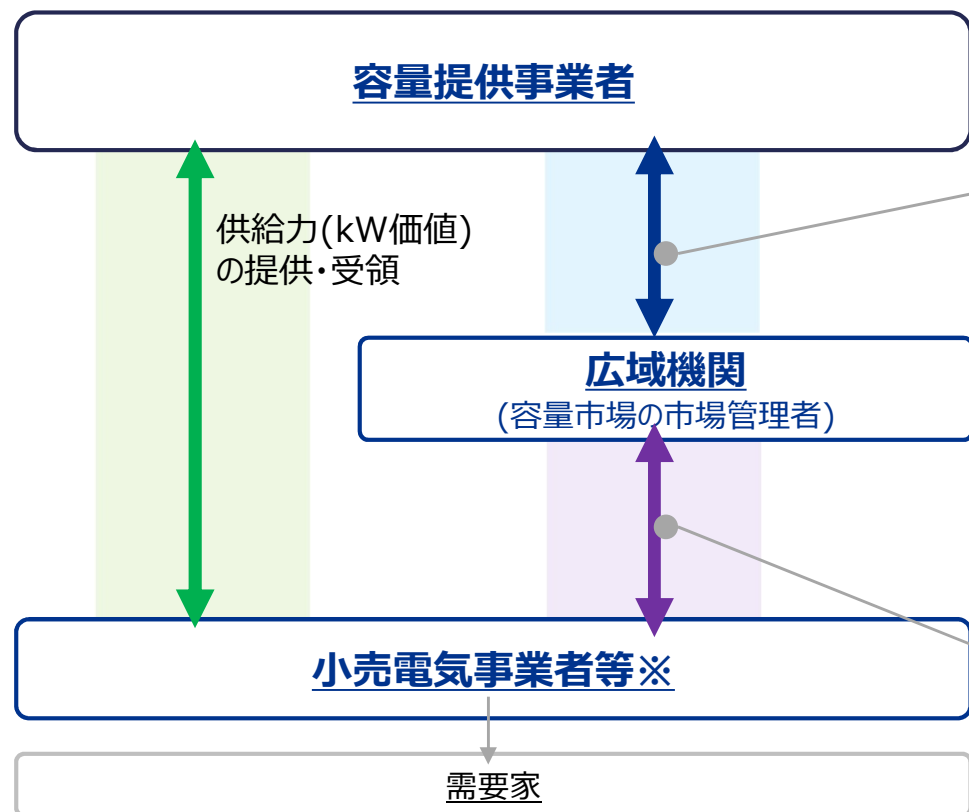 容量提供事業者
供給力(kW価値)
の提供・受領
広域機関
(容量市場の市場管理者)
小売電気事業者等※
需要家